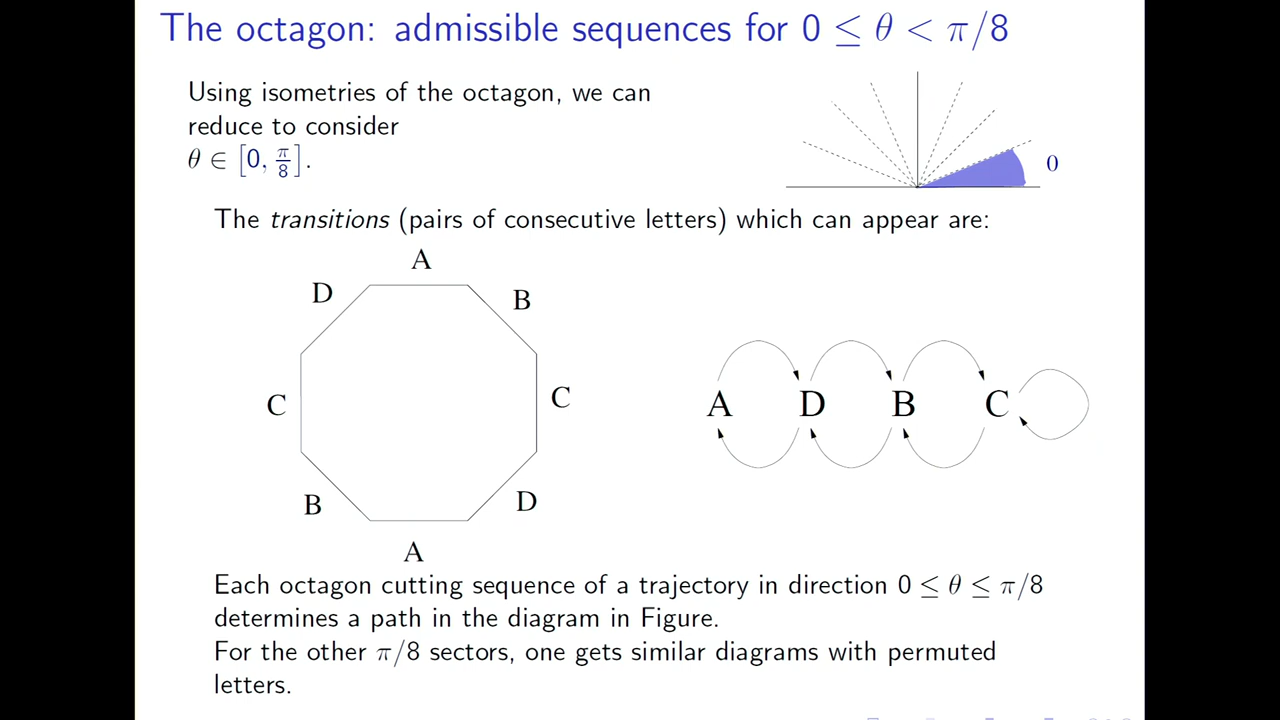 The octagon: admissible sequences for 0 ≤ θ < π/8
Using isometries of the octagon, we can
reduce to consider
θ ∈ [0, π/8].
0
The transitions (pairs of consecutive letters) which can appear are:
A
D
B
C
C
B
D
A
A D B C
Each octagon cutting sequence of a trajectory in direction 0 ≤ θ ≤ π/8
determines a path in the diagram in Figure.
For the other π/8 sectors, one gets similar diagrams with permuted
letters.